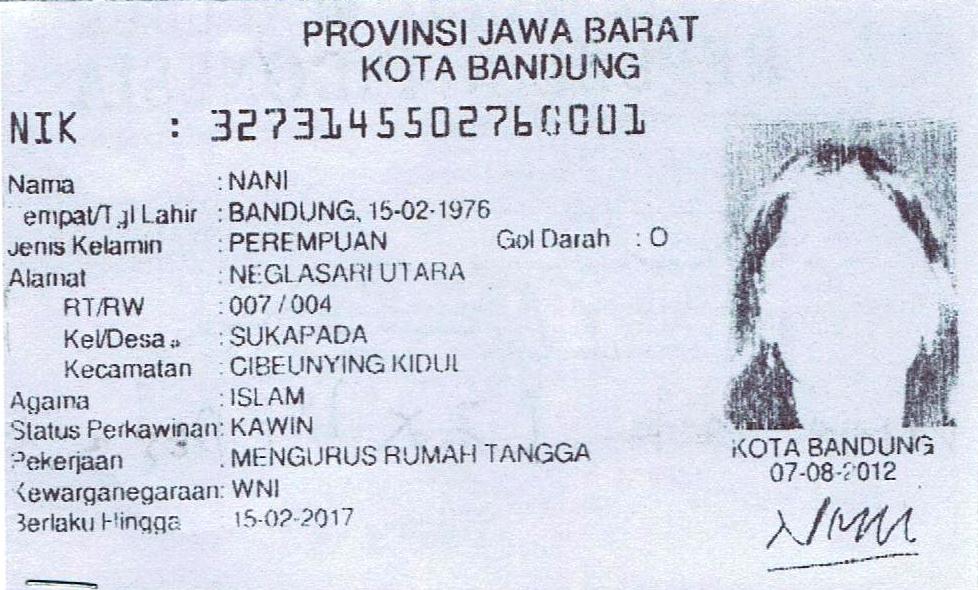 PROVINSI JAWA BARAT
KOTA BANDUNG
NIK : 3273145502760001
Nama : NANI
Tempat/Tgl Lahir : BANDUNG, 15-02-1976
Jenis Kelamin : PEREMPUAN Gol Darah : O
Alamat : NEGLASARI UTARA
RT/RW : 007 / 004
Kel/Desa : SUKAPADA
Kecamatan : CIBEUNYING KIDUL
Agama : ISLAM
Status Perkawinan: KAWIN
Pekerjaan : MENGURUS RUMAH TANGGA
Kewarganegaraan: WNI
Berlaku Hingga : 15-02-2017
KOTA BANDUNG
07-08-2012